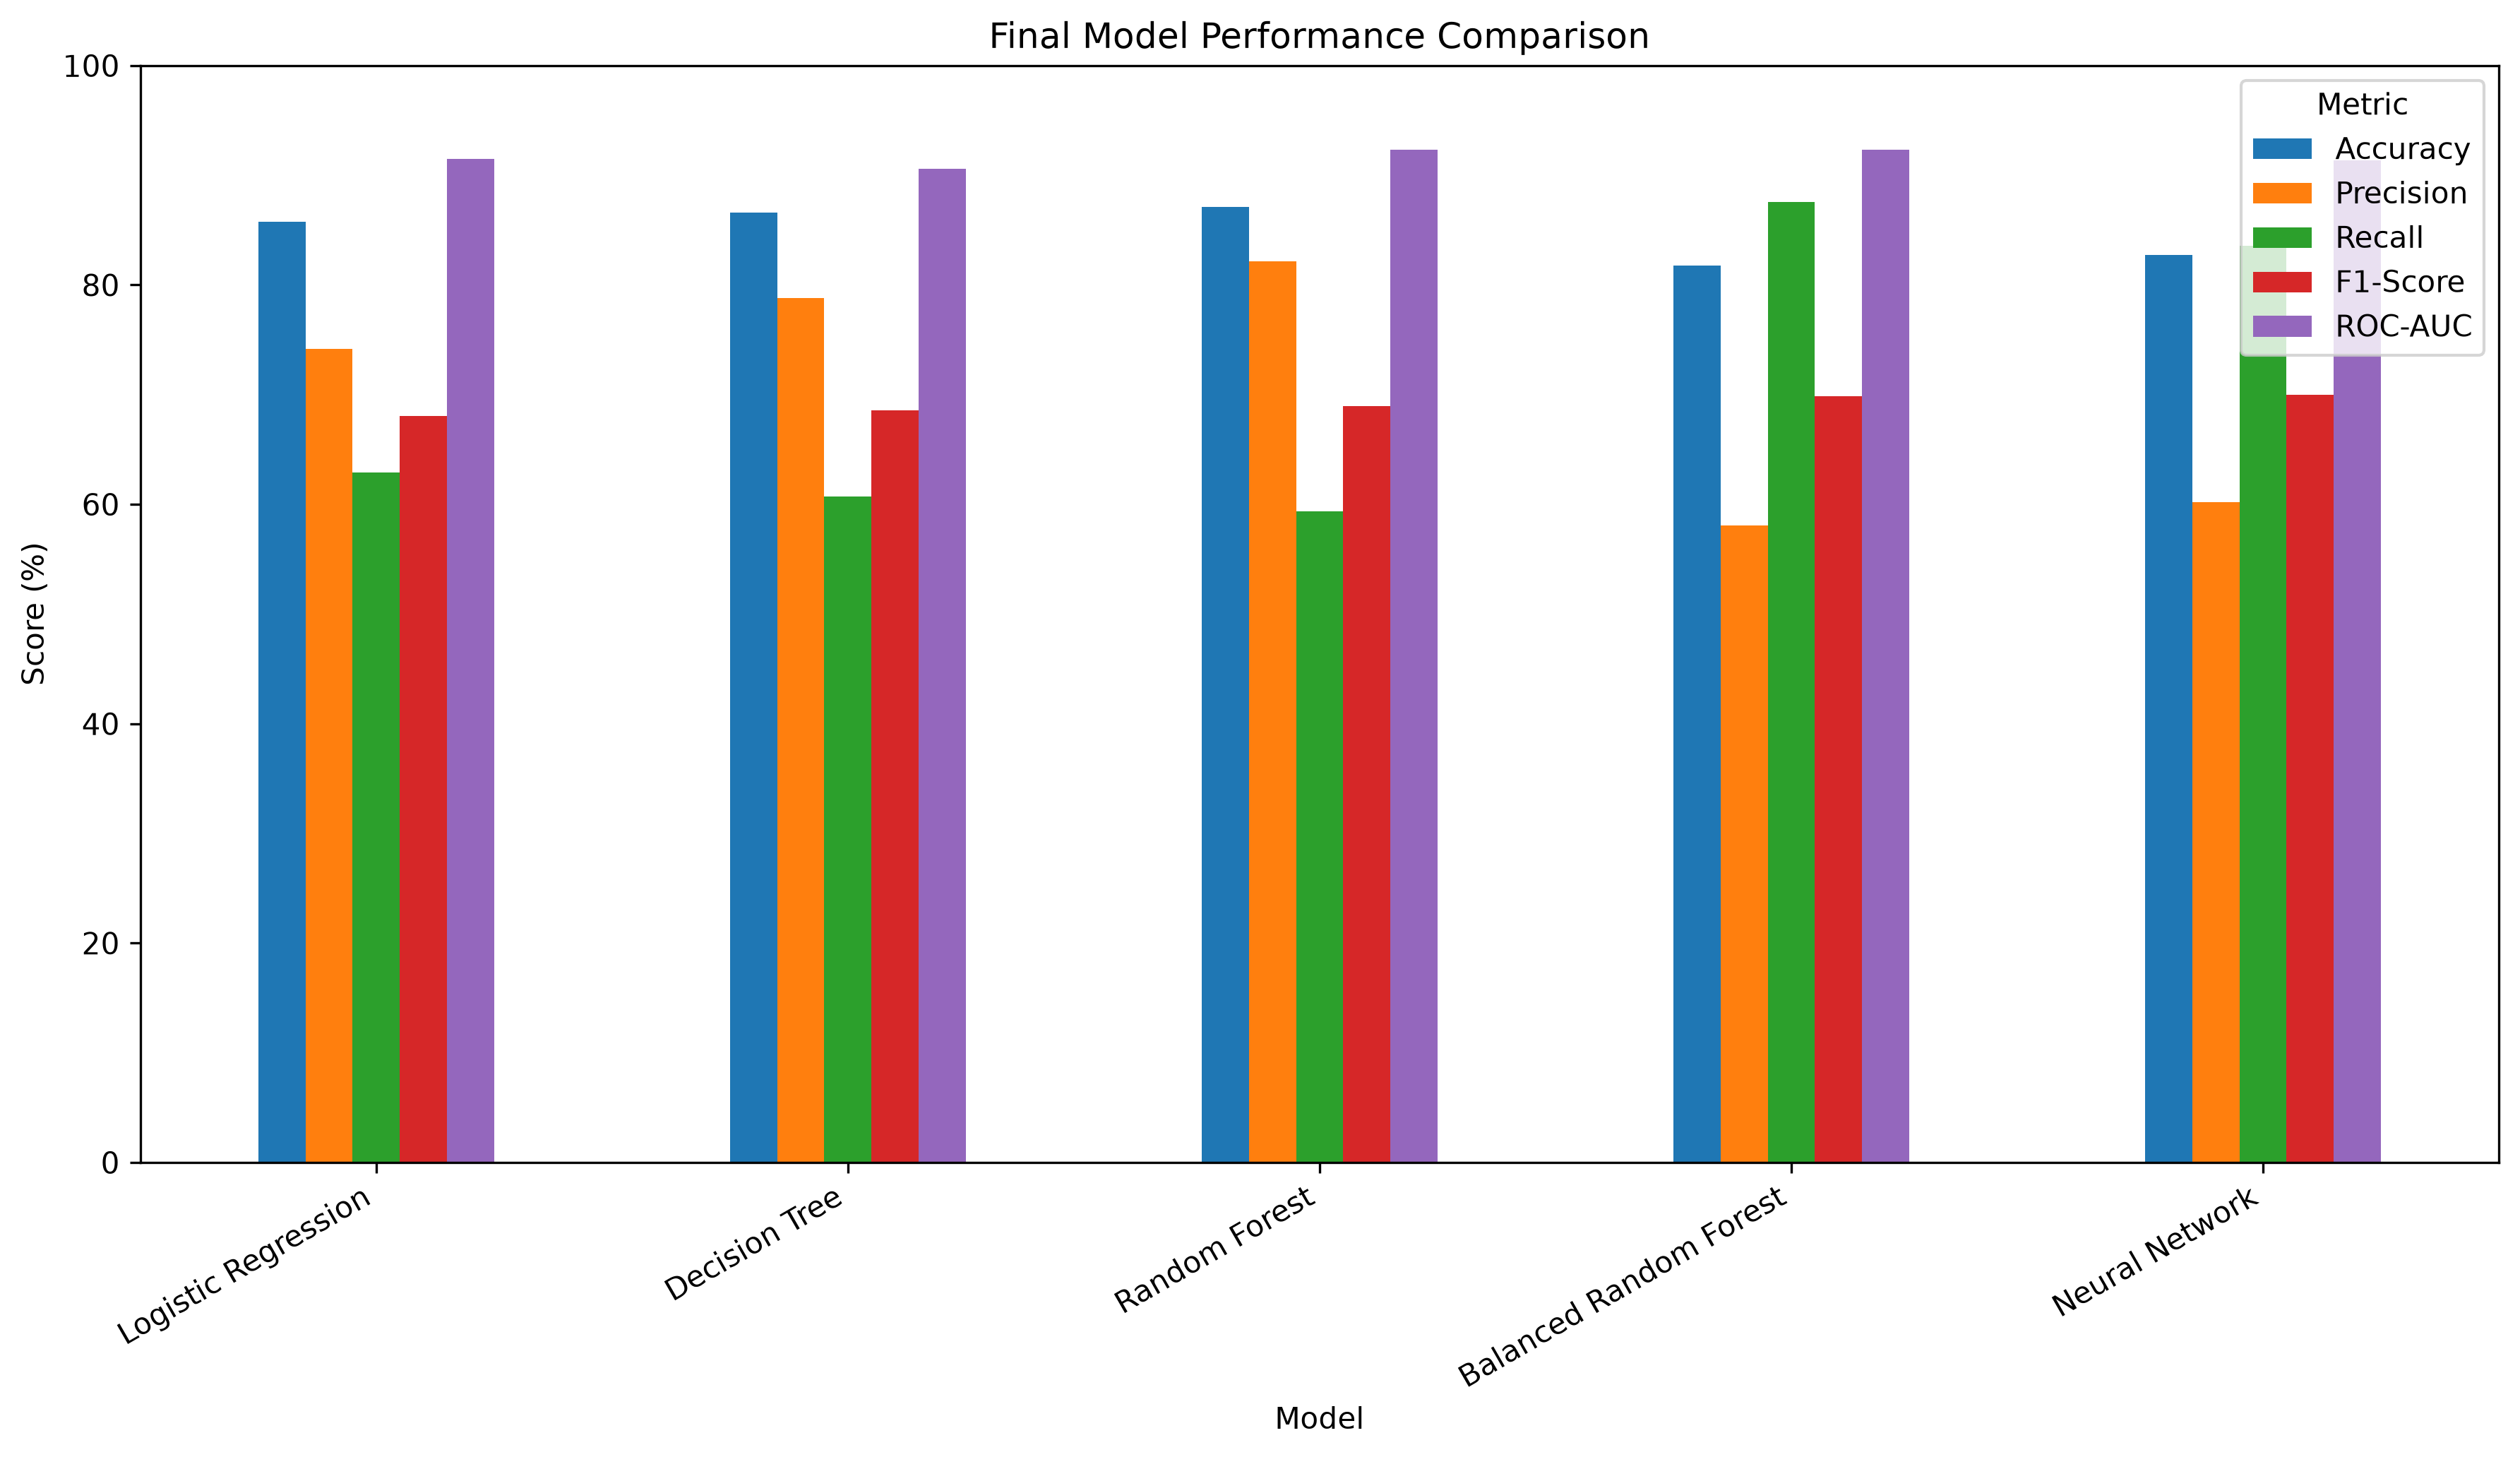 Final Model Performance Comparison
100
80
60
40
20
0
Score (%)
Metric
Accuracy
Precision
Recall
F1-Score
ROC-AUC
Logistic Regression
Decision Tree
Random Forest
Balanced Random Forest
Neural Network
Model